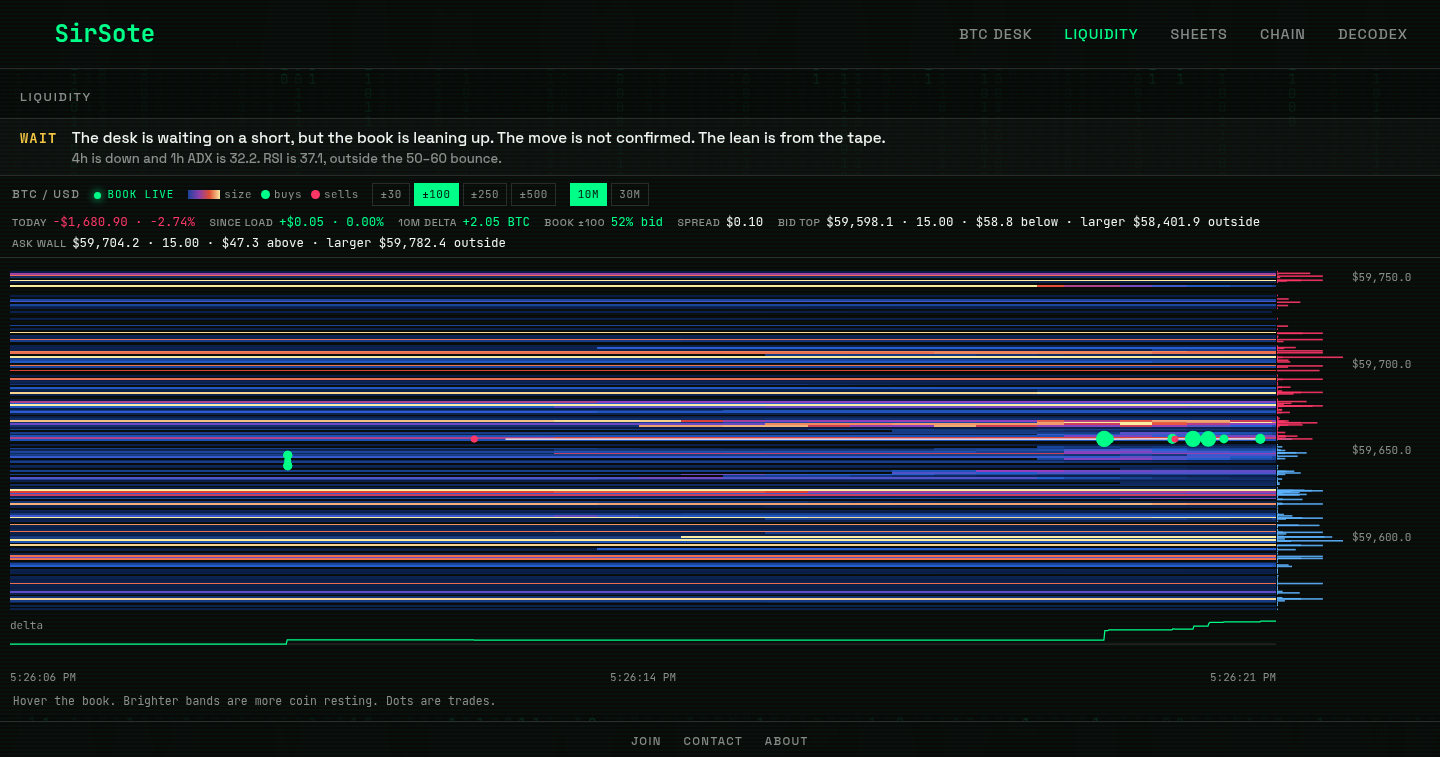 SirSote
BTC DESK LIQUIDITY SHEETS CHAIN DECODEX
LIQUIDITY
WAIT The desk is waiting on a short, but the book is leaning up. The move is not confirmed. The lean is from the tape.
4h is down and 1h ADX is 32.2. RSI is 37.1, outside the 50–60 bounce.
BTC / USD BOOK LIVE size buys sells ±30 ±100 ±250 ±500 10M 30M
TODAY -$1,680.90 · -2.74% SINCE LOAD +$0.05 · 0.00% 10M DELTA +2.05 BTC BOOK ±100 52% bid SPREAD $0.10 BID TOP $59,598.1 · 15.00 · $58.8 below · larger $58,401.9 outside
ASK WALL $59,704.2 · 15.00 · $47.3 above · larger $59,782.4 outside
$59,750.0
$59,700.0
$59,650.0
$59,600.0
delta
5:26:06 PM 5:26:14 PM 5:26:21 PM
Hover the book. Brighter bands are more coin resting. Dots are trades.
JOIN CONTACT ABOUT